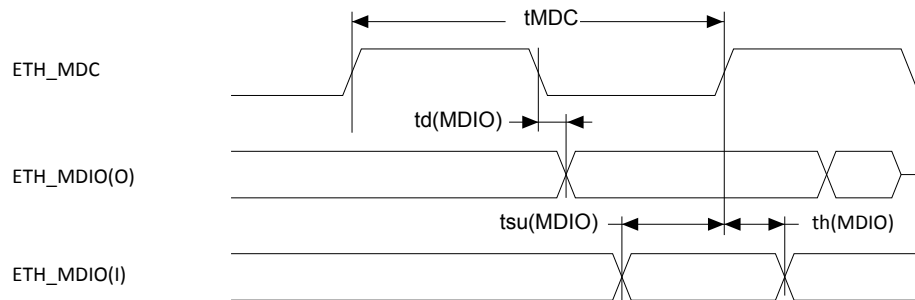 tMDC
ETH_MDC
td(MDIO)
ETH_MDIO(O)
tsu(MDIO)
th(MDIO)
ETH_MDIO(I)